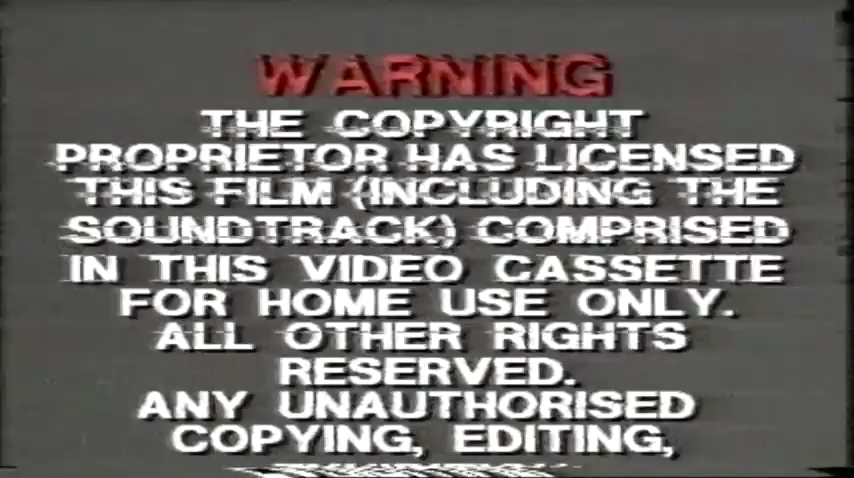 WARNING
THE COPYRIGHT
PROPRIETOR HAS LICENSED
THIS FILM (INCLUDING THE
SOUNDTRACK) COMPRISED
IN THIS VIDEO CASSETTE
FOR HOME USE ONLY.
ALL OTHER RIGHTS
RESERVED.
ANY UNAUTHORISED
COPYING, EDITING,